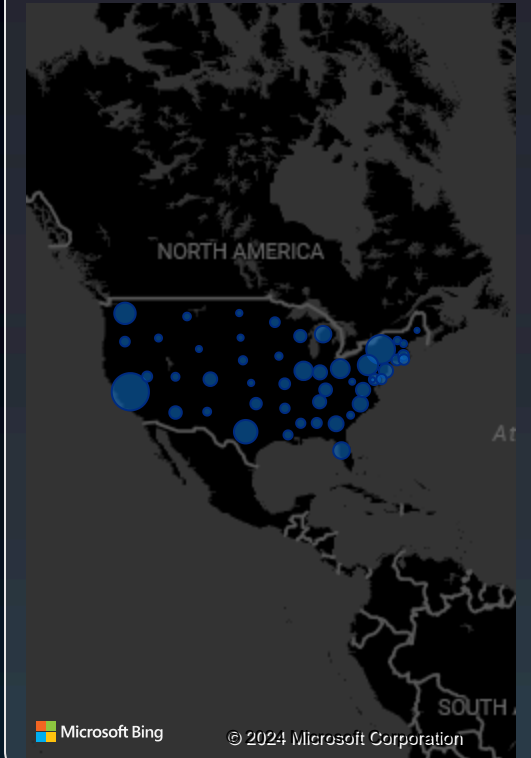 NORTH AMERICA
At
SOUTH
Microsoft Bing
© 2024 Microsoft Corporation